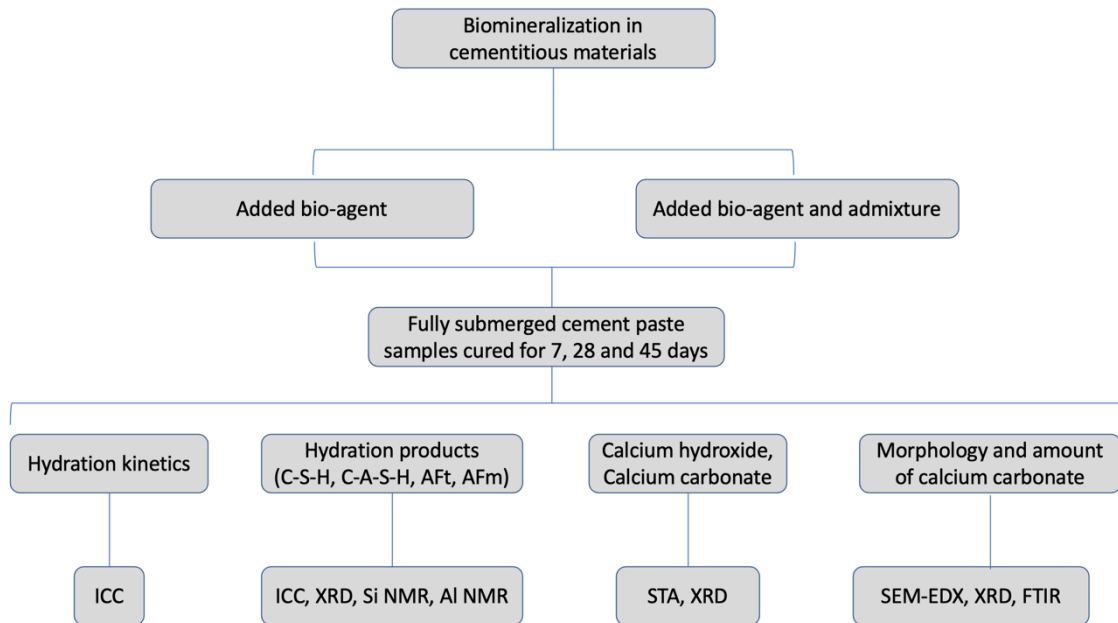 Biomineralization in
cementitious materials
Added bio-agent
Added bio-agent and admixture
Fully submerged cement paste
samples cured for 7, 28 and 45 days
Hydration kinetics
Hydration products
(C-S-H, C-A-S-H, AFt, AFm)
Calcium hydroxide,
Calcium carbonate
Morphology and amount
of calcium carbonate
ICC
ICC, XRD, Si NMR, Al NMR
STA, XRD
SEM-EDX, XRD, FTIR